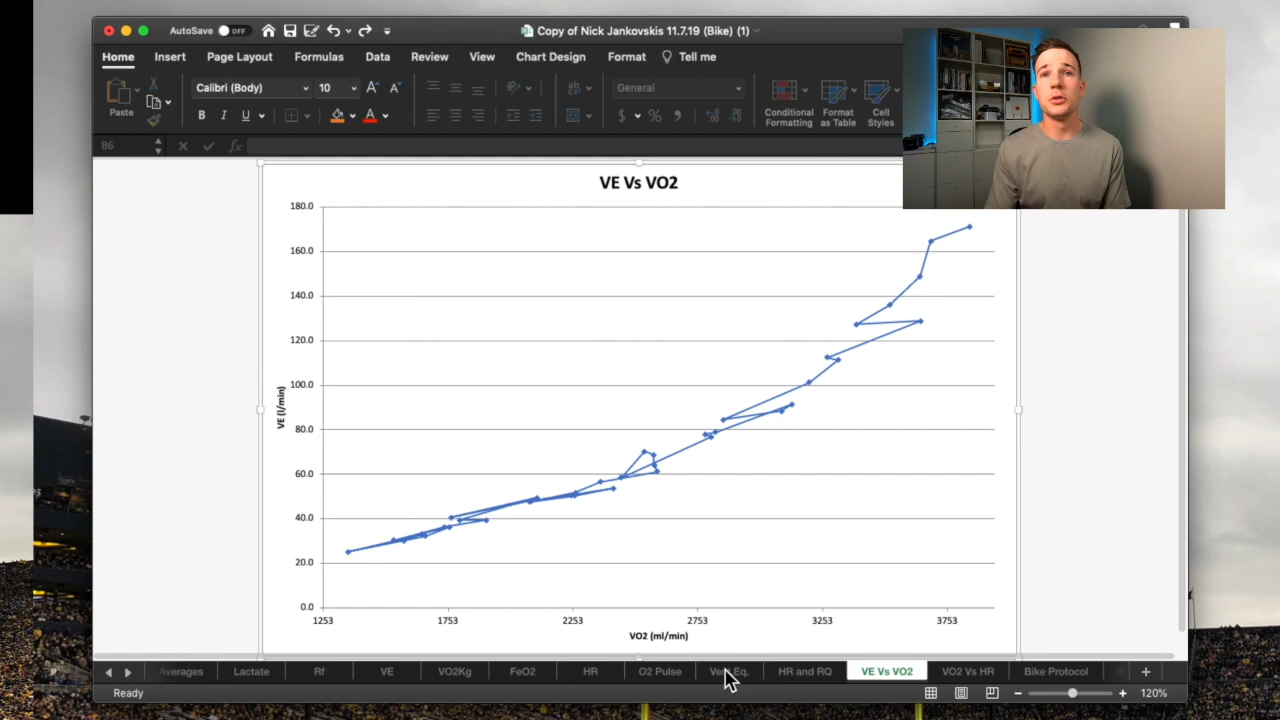 AutoSave OFF
Copy of Nick Jankovskis 11.7.19 (Bike) (1)
Home Insert Page Layout Formulas Data Review View Chart Design Format Tell me
Paste
Calibri (Body) 10 A A
General
B I U A
$ % Conditional Formatting Format as Table Cell Styles
B6 fx
VE Vs VO2
180.0
160.0
140.0
120.0
100.0
80.0
60.0
40.0
20.0
0.0
VE (l/min)
1253 1753 2253 2753 3253 3753
VO2 (ml/min)
Averages Lactate Rf VE VO2Kg FeO2 HR O2 Pulse Eq. HR and RQ VE Vs VO2 VO2 Vs HR Bike Protocol
Ready
120%